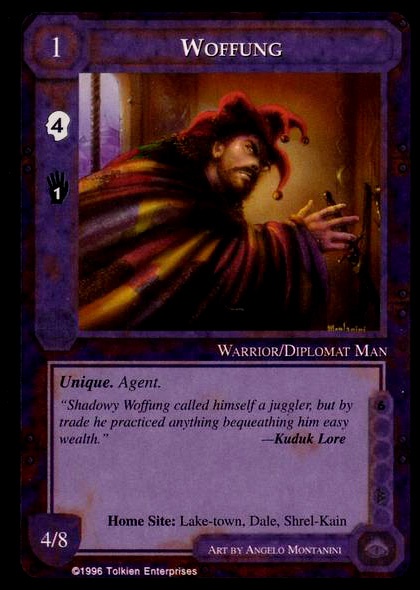 1
WOFFUNG
4
1
Montanini
WARRIOR/DIPLOMAT MAN
Unique. Agent.
“Shadowy Woffung called himself a juggler, but by
trade he practiced anything bequeathing him easy
wealth.” —Kuduk Lore
6
Home Site: Lake-town, Dale, Shrel-Kain
4/8
ART BY ANGELO MONTANINI
©1996 Tolkien Enterprises